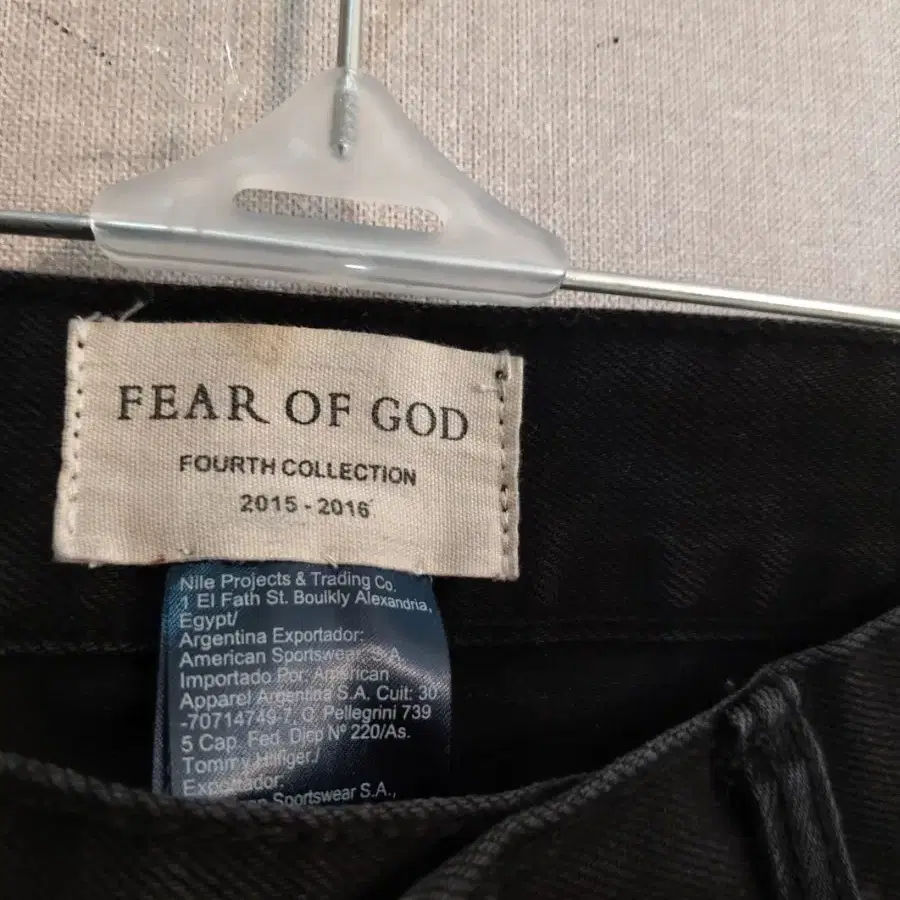 FEAR OF GOD
FOURTH COLLECTION
2015 - 2016
Nile Projects & Trading Co.
1 El Fath St. Boulkly Alexandria,
Egypt/
Argentina Exportador:
American Sportswear S.A.
Importado Por: American
Apparel Argentina S.A. Cuit: 30
-70714749-7, C. Pellegrini 739
5 Cap. Fed. Dicp Nº 220/As.
Tommy Hilfiger/
Exportador:
Sportswear S.A.,